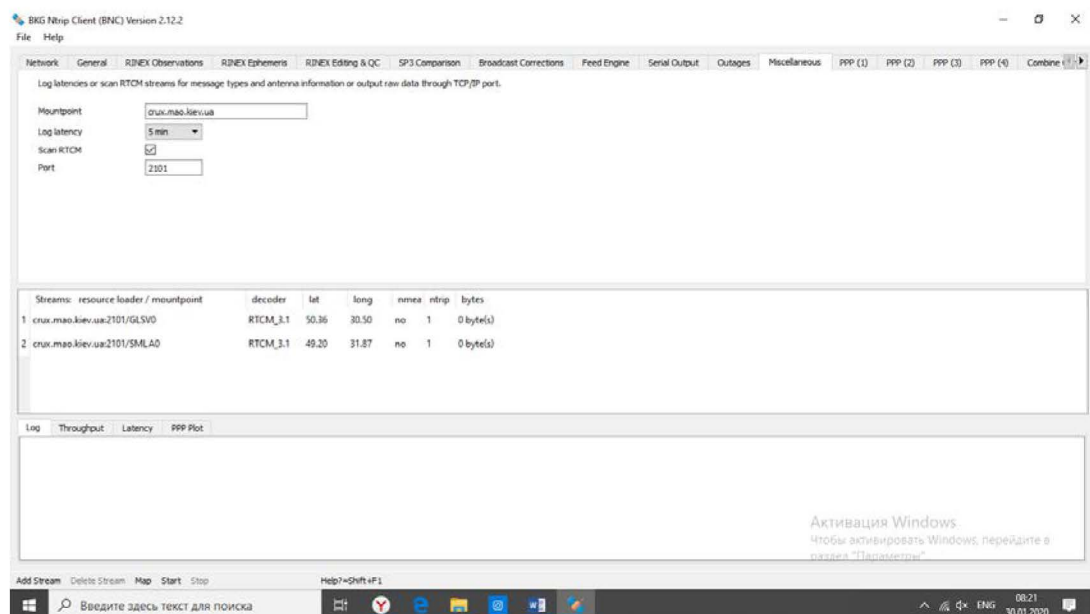 BKG Ntrip Client (BNC) Version 2.12.2
File Help
Network General RINEX Observations RINEX Ephemeris RINEX Editing & QC SP3 Comparison Broadcast Corrections Feed Engine Serial Output Outages Miscellaneous PPP (1) PPP (2) PPP (3) PPP (4) Combine
Log latencies or scan RTCM streams for message types and antenna information or output raw data through TCP/IP port.
Mountpoint crux.mao.kiev.ua
Log latency 5 min
Scan RTCM
Port 2101
Streams: resource loader / mountpoint decoder lat long nmea ntrip bytes
1 crux.mao.kiev.ua:2101/GLSV0 RTCM_3.1 50.36 30.50 no 1 0 byte(s)
2 crux.mao.kiev.ua:2101/SMLA0 RTCM_3.1 49.20 31.87 no 1 0 byte(s)
Log Throughput Latency PPP Plot
Активация Windows
Чтобы активировать Windows, перейдите в
раздел "Параметры".
Add Stream Delete Stream Map Start Stop Help?=Shift+F1
Введите здесь текст для поиска ENG 08:21
30.01.2020